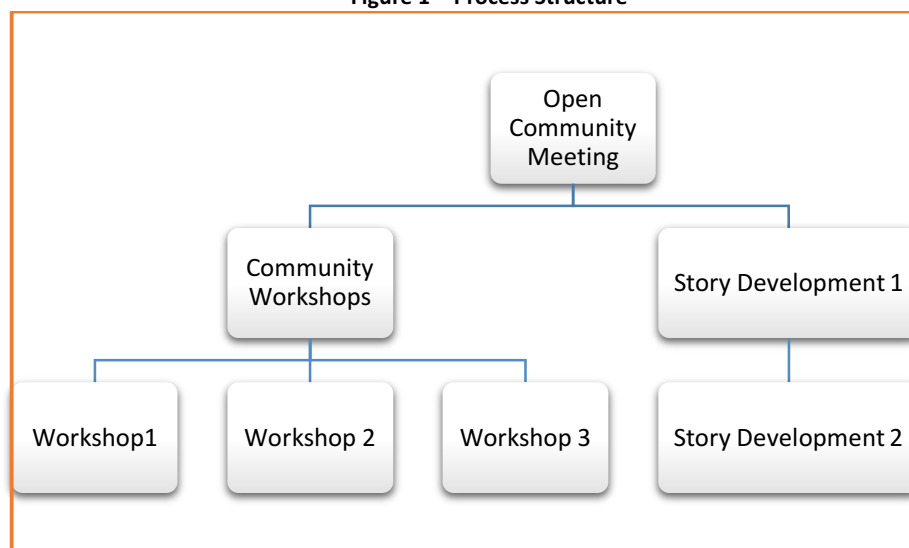 Figure 1 – Process Structure
Open
Community
Meeting
Community
Workshops
Story Development 1
Workshop1
Workshop 2
Workshop 3
Story Development 2